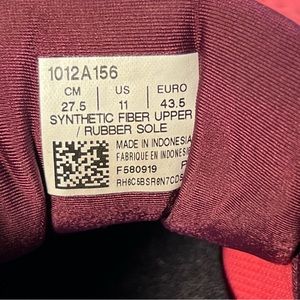 1012A156
CM US EURO
27.5 11 43.5
SYNTHETIC FIBER UPPER
/ RUBBER SOLE
MADE IN INDONESIA
FABRIQUE EN INDONESIE
F580919